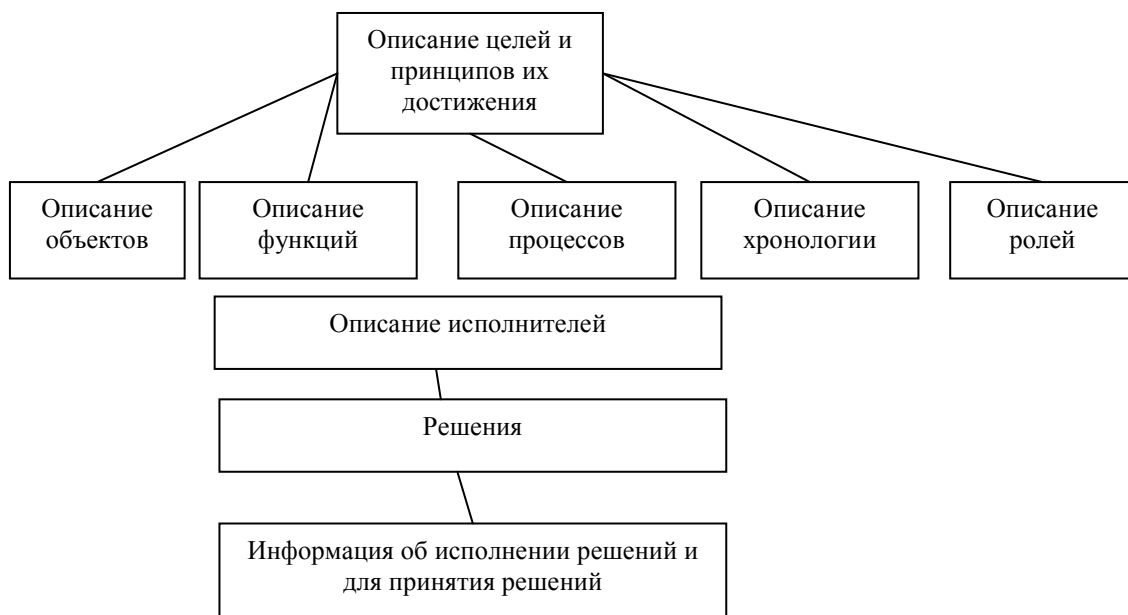 Описание целей и
принципов их
достижения
Описание
объектов
Описание
функций
Описание
процессов
Описание
хронологии
Описание
ролей
Описание исполнителей
Решения
Информация об исполнении решений и
для принятия решений